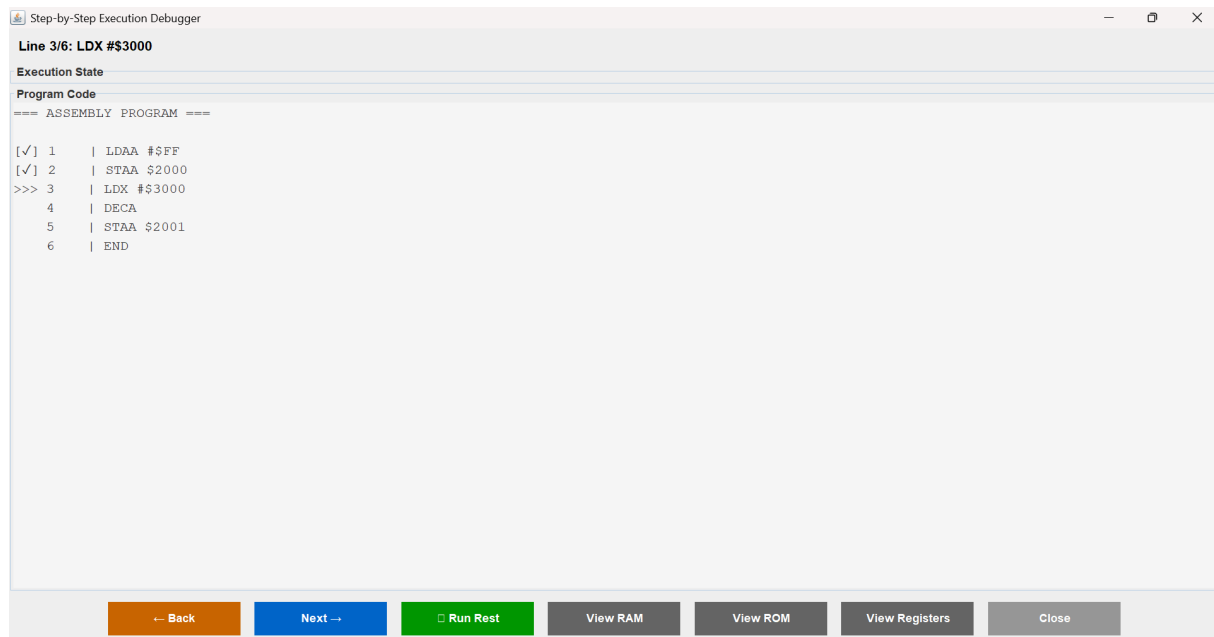 Step-by-Step Execution Debugger
Line 3/6: LDX #$3000
Execution State
Program Code
=== ASSEMBLY PROGRAM ===
[✓] 1 | LDAA #$FF
[✓] 2 | STAA $2000
>>> 3 | LDX #$3000
4 | DECA
5 | STAA $2001
6 | END
← Back Next → □ Run Rest View RAM View ROM View Registers Close